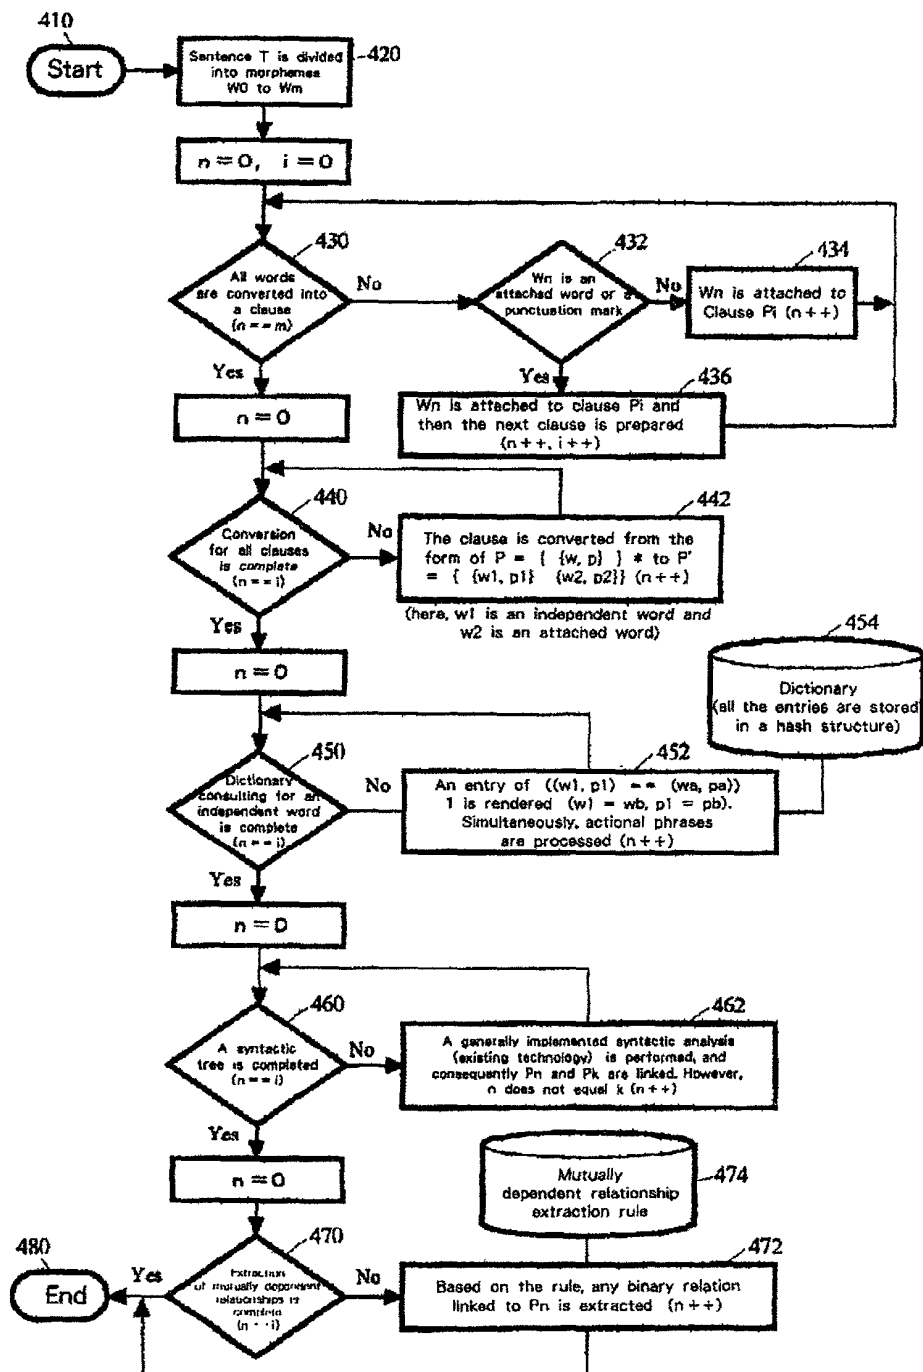 410
Start
Sentence T is divided
into morphemes
W0 to Wm
420
n = 0, i = 0
430
All words
are converted into
a clause
(n = = m)
No
Yes
432
Wn is an
attached word or a
punctuation mark
No
Yes
434
Wn is attached to
Clause Pi (n + +)
436
Wn is attached to clause Pi and
then the next clause is prepared
(n + +, i + +)
n = 0
440
Conversion
for all clauses
is complete
(n = = i)
No
Yes
442
The clause is converted from the
form of P = { {w, p} } * to P'
= { {w1, p1} {w2, p2}} (n + +)
(here, w1 is an independent word and
w2 is an attached word)
n = 0
454
Dictionary
(all the entries are stored
in a hash structure)
450
Dictionary
consulting for an
independent word
is complete
(n = = i)
No
Yes
452
An entry of ((w1, p1) = = (wa, pa))
1 is rendered (w1 = wb, p1 = pb).
Simultaneously, actional phrases
are processed (n + +)
n = 0
460
A syntactic
tree is completed
(n = = i)
No
Yes
462
A generally implemented syntactic analysis
(existing technology) is performed, and
consequently Pn and Pk are linked. However,
n does not equal k (n + +)
n = 0
474
Mutually
dependent relationship
extraction rule
470
Extraction
of mutually dependent
relationships is
complete
(n = = i)
Yes
No
480
End
472
Based on the rule, any binary relation
linked to Pn is extracted (n + +)